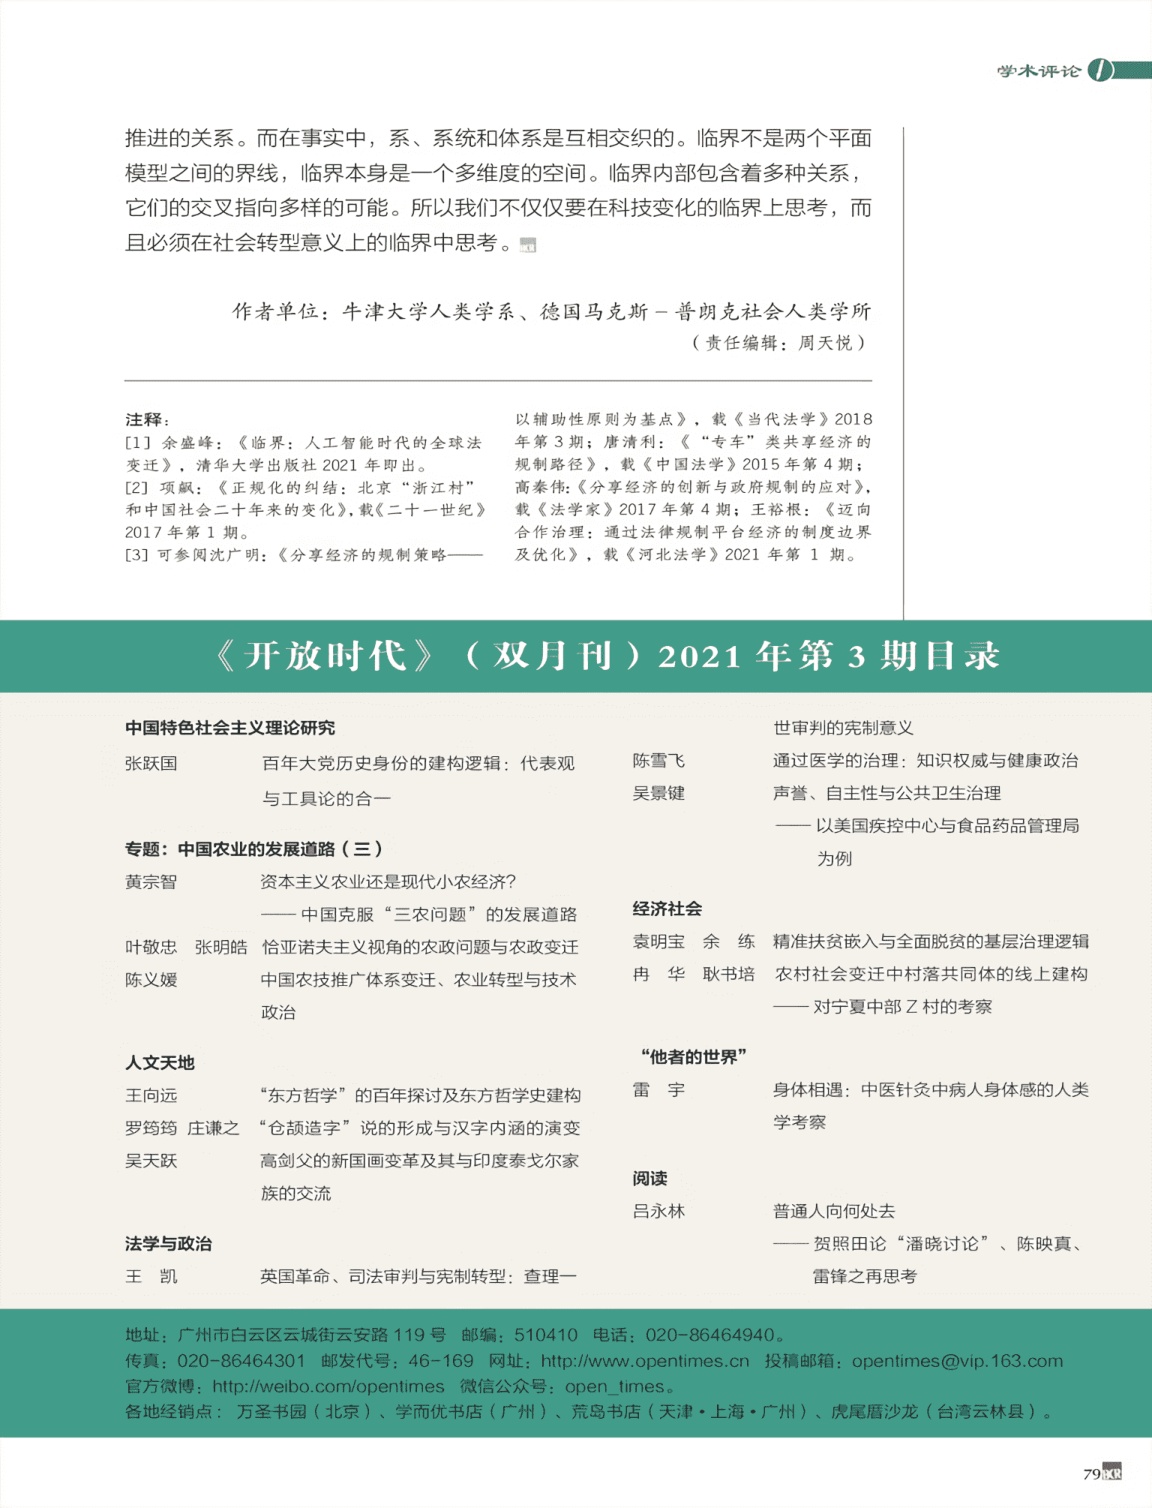 学术评论
推进的关系。而在事实中，系、系统和体系是互相交织的。临界不是两个平面
模型之间的界线，临界本身是一个多维度的空间。临界内部包含着多种关系，
它们的交叉指向多样的可能。所以我们不仅仅要在科技变化的临界上思考，而
且必须在社会转型意义上的临界中思考。
作者单位：牛津大学人类学系、德国马克斯－普朗克社会人类学所
（责任编辑：周天悦）
注释：
[1] 余盛峰：《临界：人工智能时代的全球法
变迁》，清华大学出版社 2021 年即出。
[2] 项飙：《正规化的纠结：北京“浙江村”
和中国社会二十年来的变化》，载《二十一世纪》
2017 年第 1 期。
[3] 可参阅沈广明：《分享经济的规制策略——
以辅助性原则为基点》，载《当代法学》2018
年第 3 期；唐清利：《“专车”类共享经济的
规制路径》，载《中国法学》2015 年第 4 期；
高秦伟：《分享经济的创新与政府规制的应对》，
载《法学家》2017 年第 4 期；王裕根：《迈向
合作治理：通过法律规制平台经济的制度边界
及优化》，载《河北法学》2021 年第 1 期。
《开放时代》（双月刊）2021 年第 3 期目录
中国特色社会主义理论研究
张跃国 百年大党历史身份的建构逻辑：代表观
与工具论的合一
专题：中国农业的发展道路（三）
黄宗智 资本主义农业还是现代小农经济？
—— 中国克服“三农问题”的发展道路
叶敬忠 张明皓 恰亚诺夫主义视角的农政问题与农政变迁
陈义媛 中国农技推广体系变迁、农业转型与技术
政治
人文天地
王向远 “东方哲学”的百年探讨及东方哲学史建构
罗筠筠 庄谦之 “仓颉造字”说的形成与汉字内涵的演变
吴天跃 高剑父的新国画变革及其与印度泰戈尔家
族的交流
法学与政治
王 凯 英国革命、司法审判与宪制转型：查理一
世审判的宪制意义
陈雪飞 通过医学的治理：知识权威与健康政治
吴景键 声誉、自主性与公共卫生治理
—— 以美国疾控中心与食品药品管理局
为例
经济社会
袁明宝 余 练 精准扶贫嵌入与全面脱贫的基层治理逻辑
冉 华 耿书培 农村社会变迁中村落共同体的线上建构
—— 对宁夏中部 Z 村的考察
“他者的世界”
雷 宇 身体相遇：中医针灸中病人身体感的人类
学考察
阅读
吕永林 普通人向何处去
—— 贺照田论“潘晓讨论”、陈映真、
雷锋之再思考
地址：广州市白云区云城街云安路 119 号 邮编：510410 电话：020-86464940。
传真：020-86464301 邮发代号：46-169 网址：http://www.opentimes.cn 投稿邮箱：opentimes@vip.163.com
官方微博：http://weibo.com/opentimes 微信公众号：open_times。
各地经销点： 万圣书园（北京）、学而优书店（广州）、荒岛书店（天津·上海·广州）、虎尾厝沙龙（台湾云林县）。
79